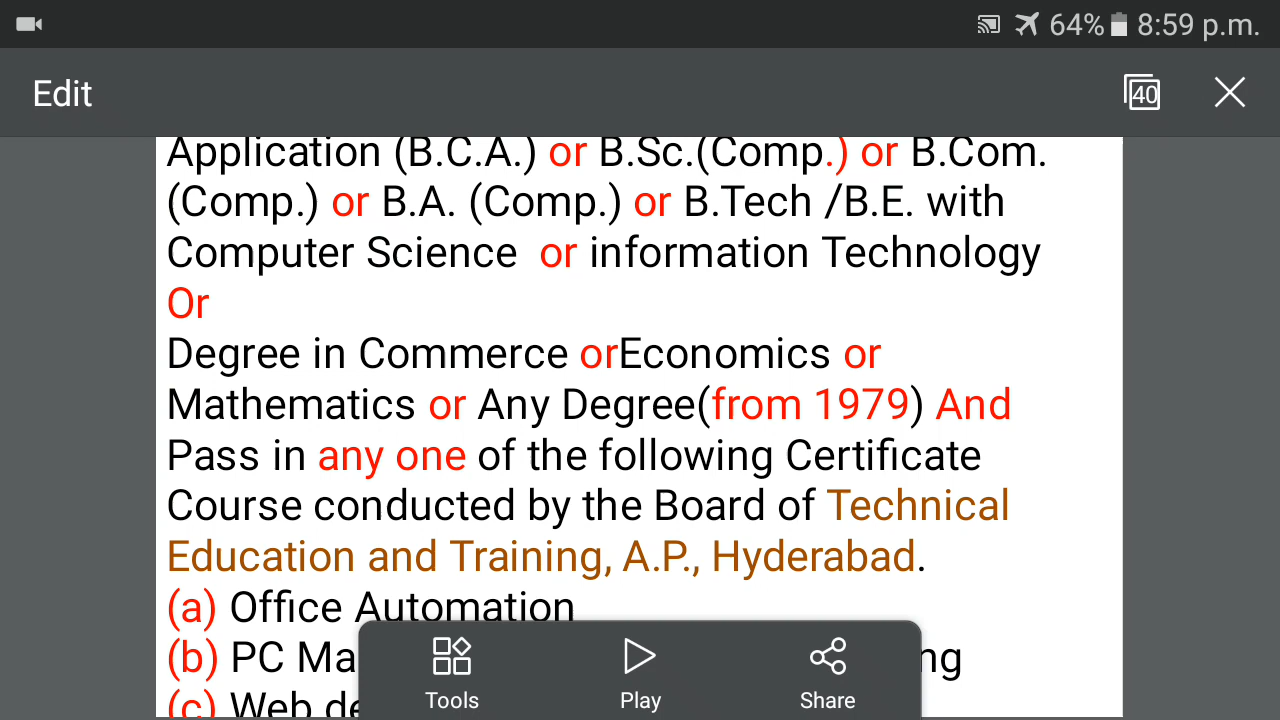 64% 8:59 p.m.
Edit 40
Application (B.C.A.) or B.Sc.(Comp.) or B.Com.
(Comp.) or B.A. (Comp.) or B.Tech /B.E. with
Computer Science or information Technology
Or
Degree in Commerce orEconomics or
Mathematics or Any Degree(from 1979) And
Pass in any one of the following Certificate
Course conducted by the Board of Technical
Education and Training, A.P., Hyderabad.
(a) Office Automation
(b) PC
(c) Web
Tools Play Share